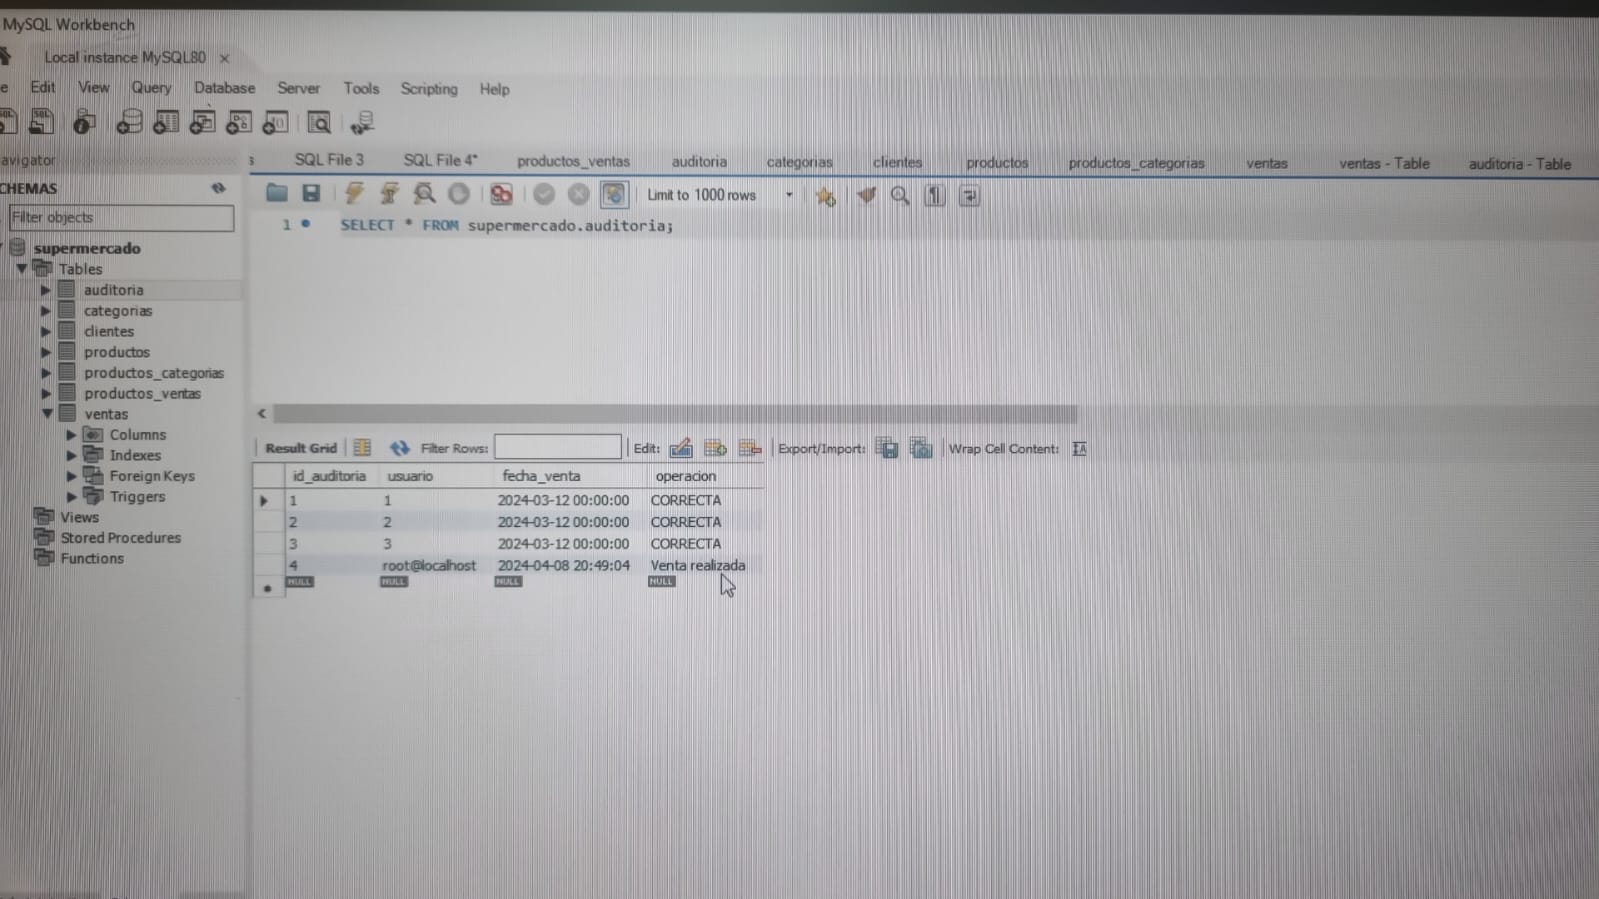 MySQL Workbench
Local instance MySQL80 ×
e Edit View Query Database Server Tools Scripting Help
avigator
s SQL File 3 SQL File 4* productos_ventas auditoria categorias clientes productos productos_categorias ventas ventas - Table auditoria - Table
CHEMAS
Limit to 1000 rows
Filter objects
1 SELECT * FROM supermercado.auditoria;
supermercado
Tables
auditoria
categorias
clientes
productos
productos_categorias
productos_ventas
ventas
Columns
Indexes
Foreign Keys
Triggers
Views
Stored Procedures
Functions
Result Grid Filter Rows: Edit: Export/Import: Wrap Cell Content: IA
id_auditoria usuario fecha_venta operacion
1 1 2024-03-12 00:00:00 CORRECTA
2 2 2024-03-12 00:00:00 CORRECTA
3 3 2024-03-12 00:00:00 CORRECTA
4 root@localhost 2024-04-08 20:49:04 Venta realizada
NULL NULL NULL NULL